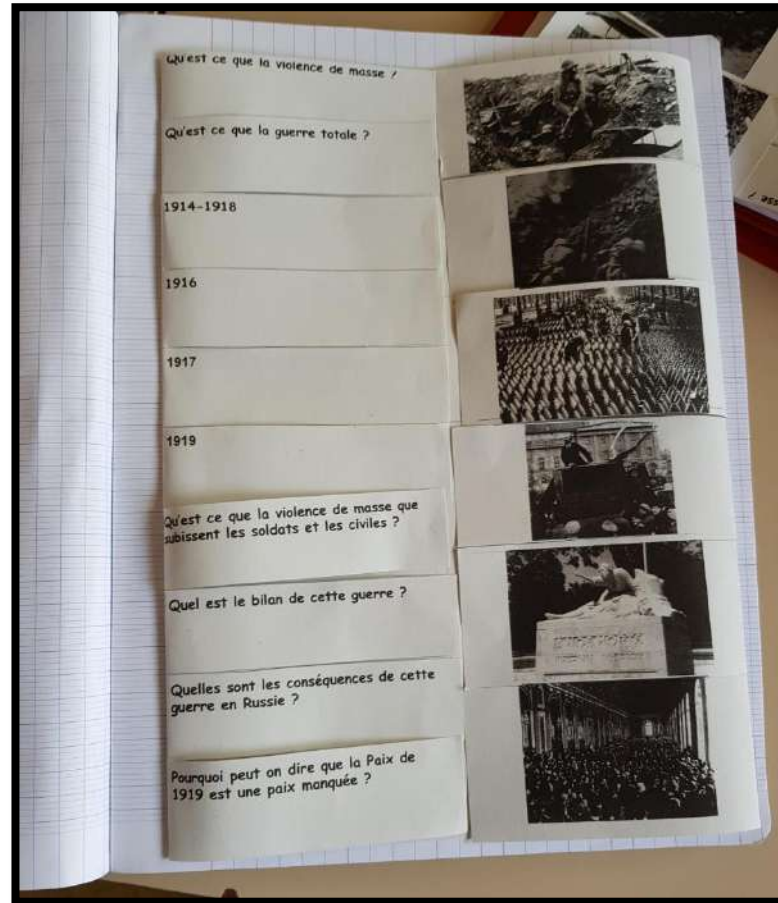 Qu'est ce que la violence de masse ?
Qu'est ce que la guerre totale ?
1914-1918
1916
1917
1919
Qu'est ce que la violence de masse que
subissent les soldats et les civiles ?
Quel est le bilan de cette guerre ?
Quelles sont les conséquences de cette
guerre en Russie ?
Pourquoi peut on dire que la Paix de
1919 est une paix manquée ?
asse ?